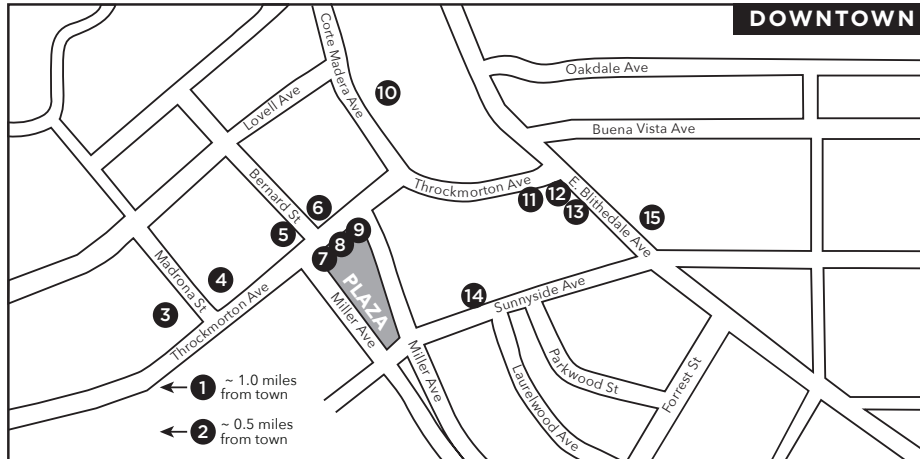 DOWNTOWN
Corte Madera Ave
Oakdale Ave
10
Lovell Ave
Buena Vista Ave
Bernard St
Throckmorton Ave
E. Blithedale Ave
6
11
12
13
15
5
9
8
7
4
Madrona St
PLAZA
14
Sunnyside Ave
3
Throckmorton Ave
Miller Ave
Miller Ave
Parkwood St
Laurelwood Ave
Forrest St
1 ~ 1.0 miles
from town
2 ~ 0.5 miles
from town